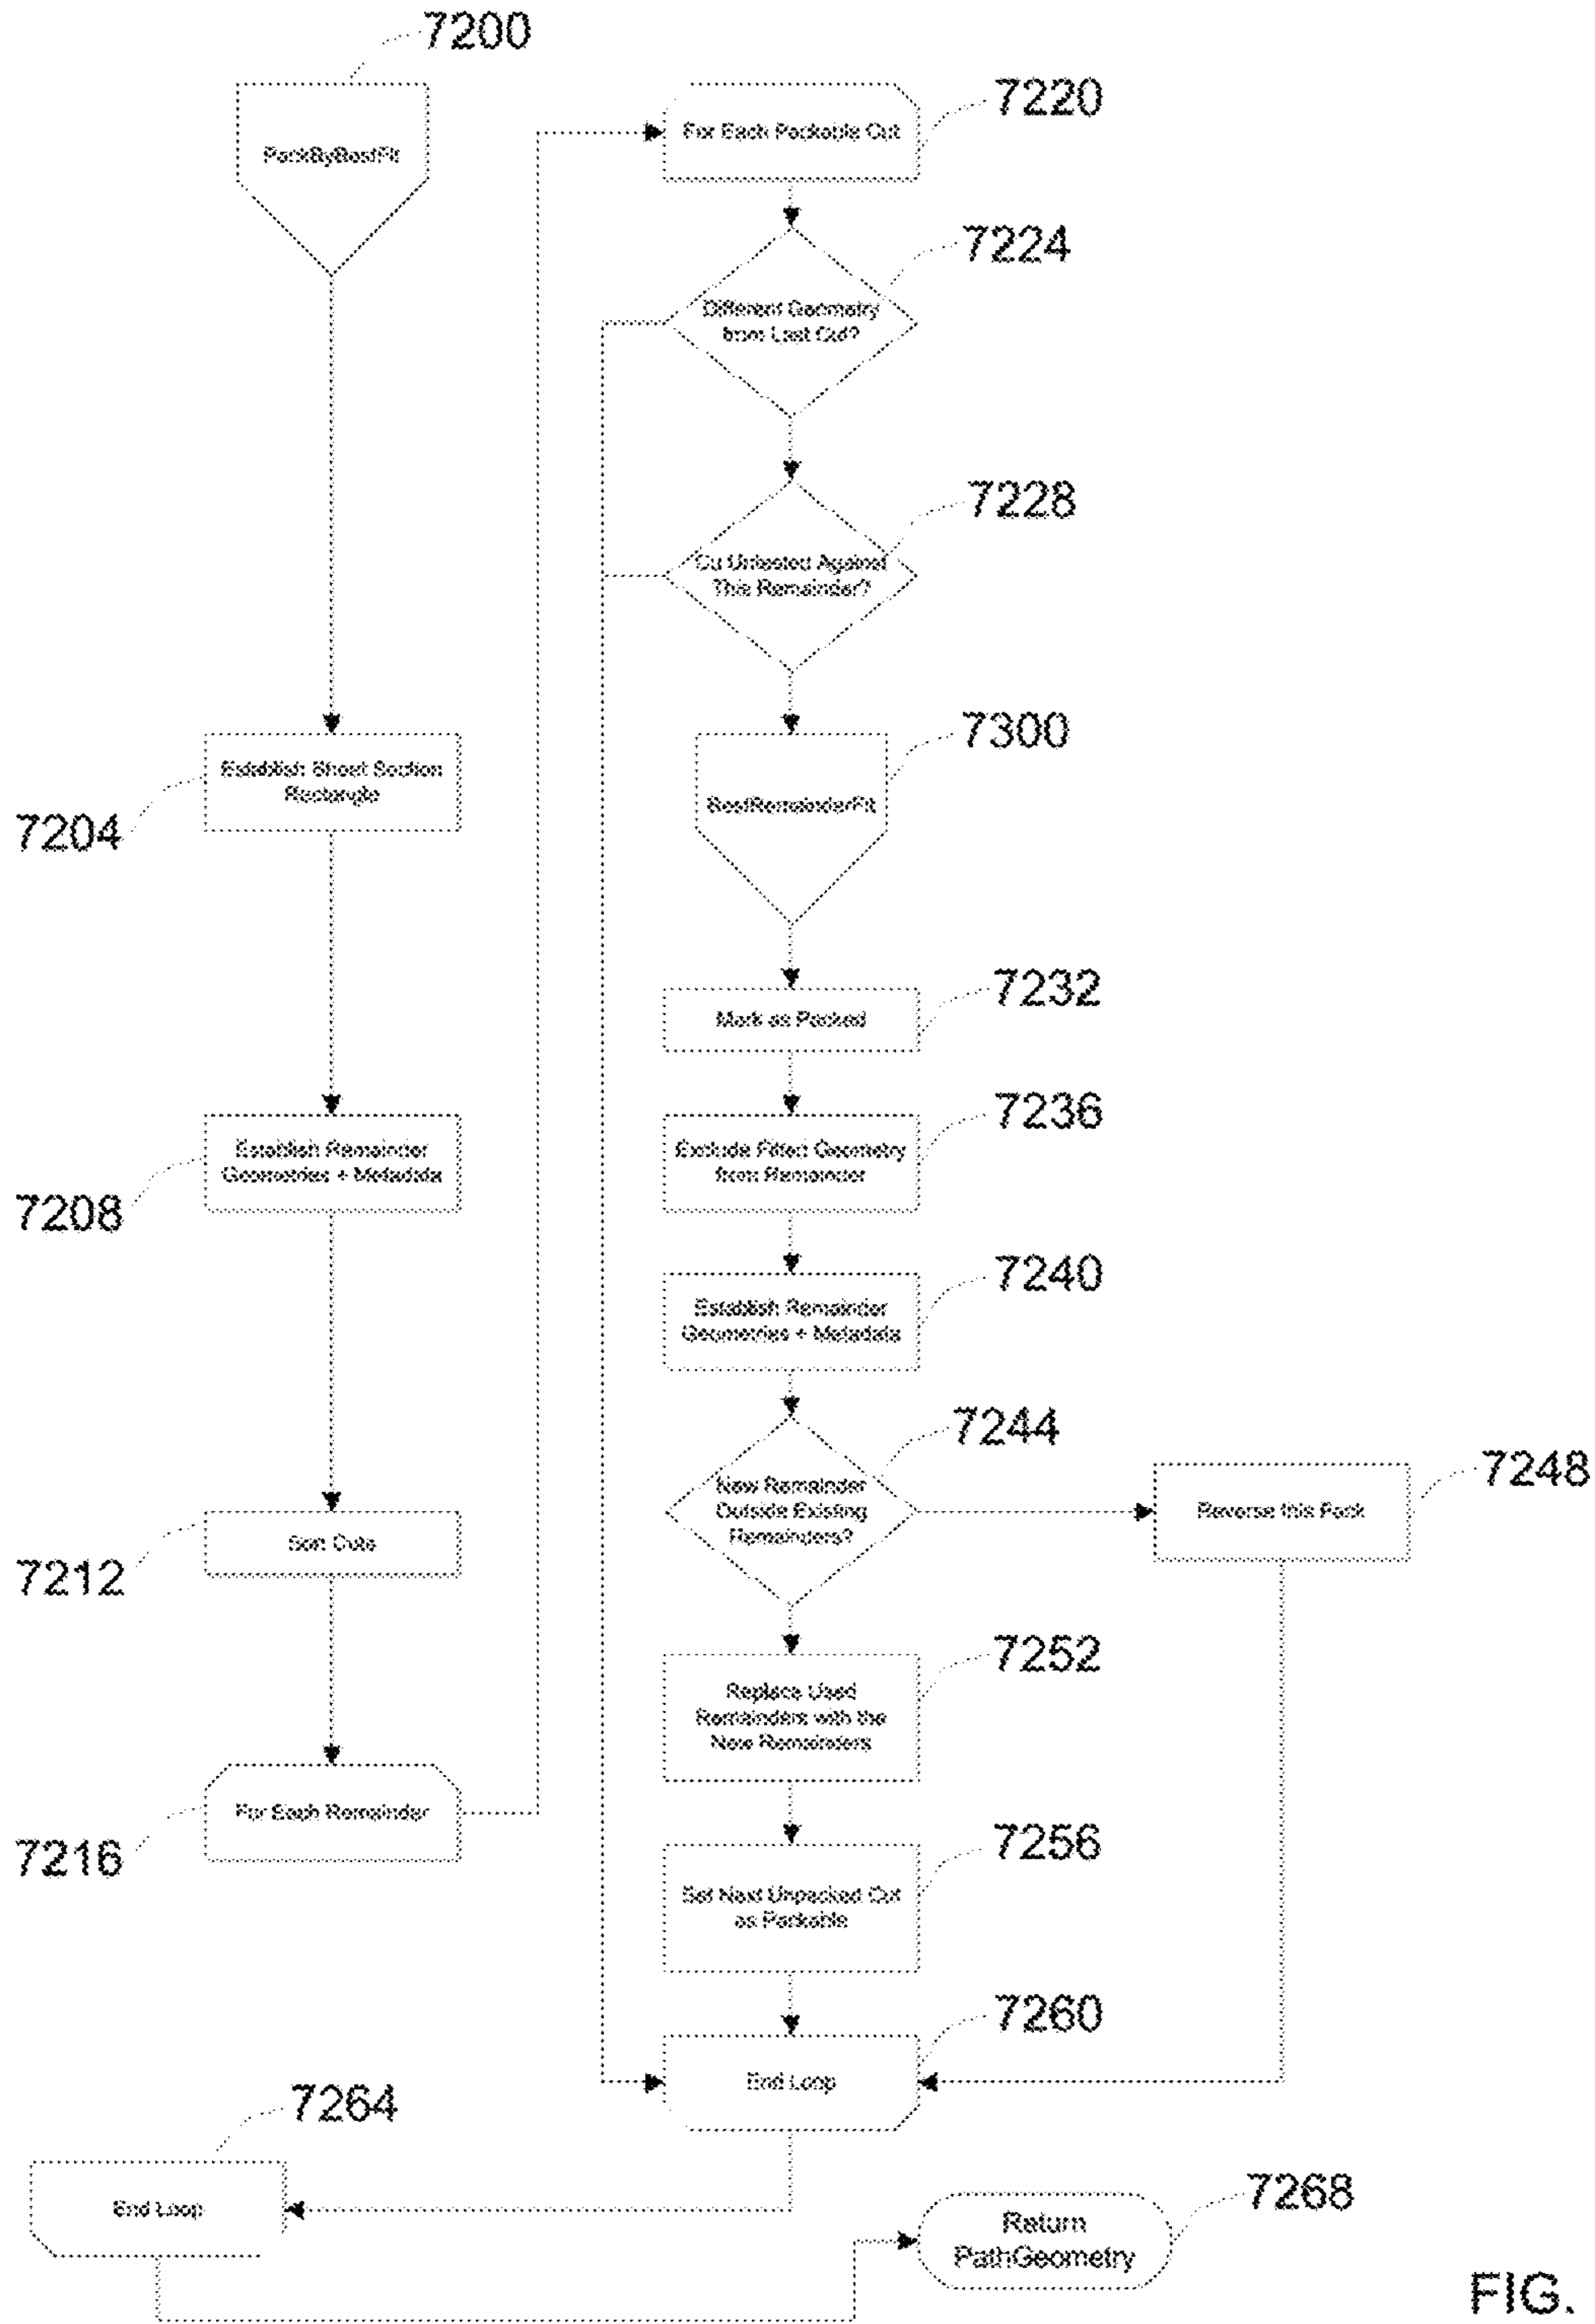 7200
PackByBestFit
7204
Establish Sheet Section
Rectangle
7208
Establish Remainder
Geometries + Metadata
7212
Sort Cuts
7216
For Each Remainder
7220
For Each Packable Cut
7224
Different Geometry
from Last Cut?
7228
Cut Untested Against
This Remainder?
7300
BestRemainderFit
7232
Mark as Packed
7236
Exclude Fitted Geometry
from Remainder
7240
Establish Remainder
Geometries + Metadata
7244
New Remainder
Outside Existing
Remainders?
7248
Reverse this Pack
7252
Replace Used
Remainders with the
New Remainders
7256
Set Next Unpacked Cut
as Packable
7260
End Loop
7264
End Loop
7268
Return
PathGeometry
FIG.